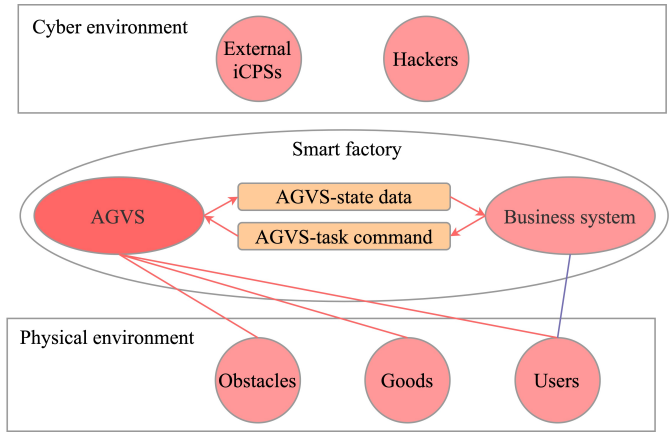 Cyber environment
External
iCPSs
Hackers
Smart factory
AGVS
AGVS-state data
AGVS-task command
Business system
Physical environment
Obstacles
Goods
Users